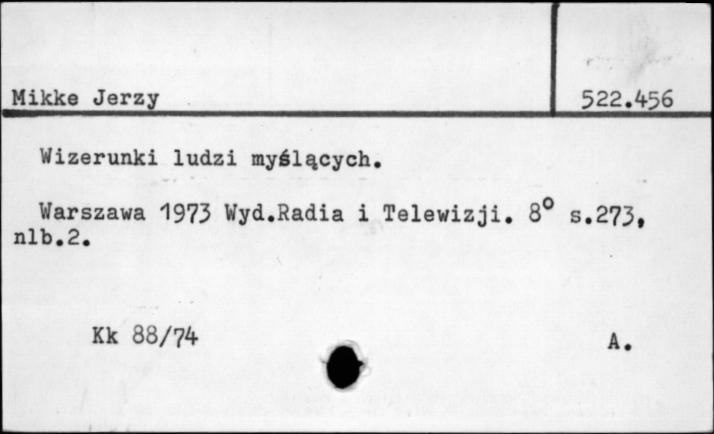 Mikke Jerzy 522.456
Wizerunki ludzi myślących.
Warszawa 1973 Wyd.Radia i Telewizji. 8° s.273,
nlb.2.
Kk 88/74 A.